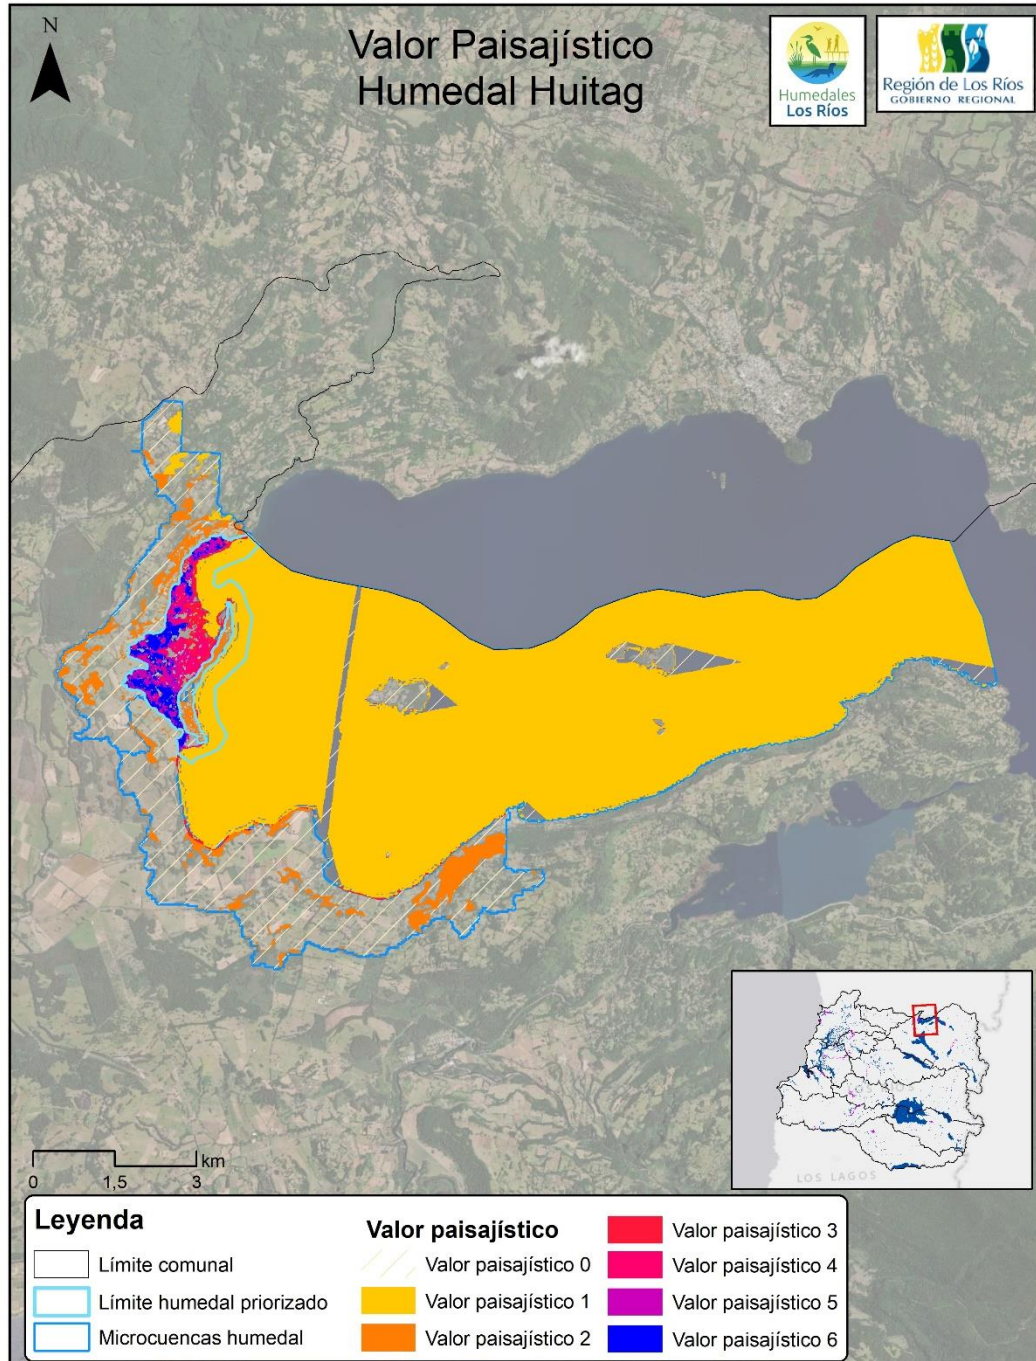 N
Valor Paisajístico
Humedal Huitag
Humedales
Los Ríos
Región de Los Ríos
GOBIERNO REGIONAL
LOS LAGOS
km
0
1,5
3
Leyenda
Límite comunal
Límite humedal priorizado
Microcuencas humedal
Valor paisajístico
Valor paisajístico 0
Valor paisajístico 1
Valor paisajístico 2
Valor paisajístico 3
Valor paisajístico 4
Valor paisajístico 5
Valor paisajístico 6